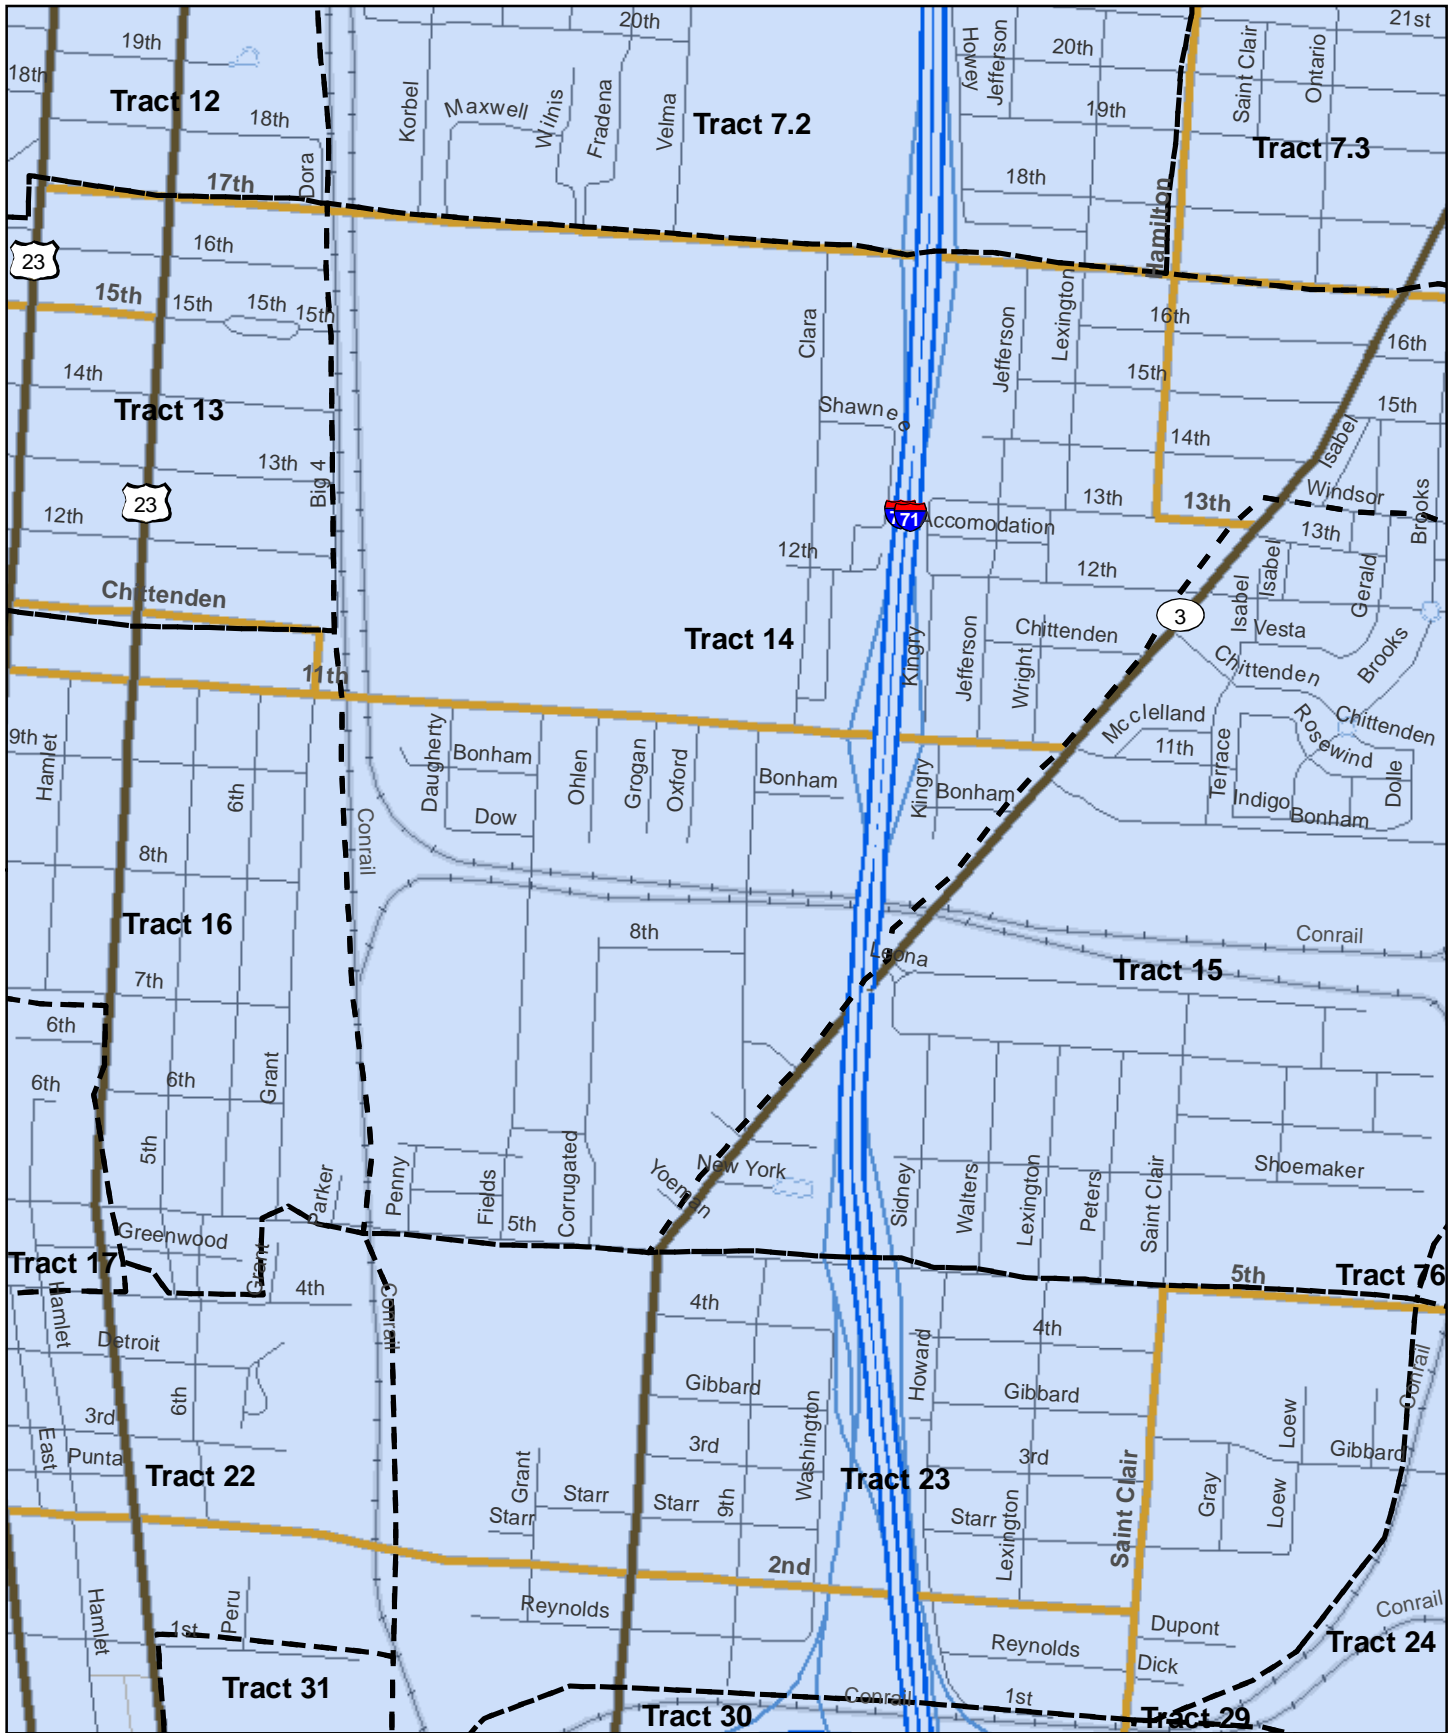 20th
21st
19th
18th
Tract 12
18th
Dora
17th
Korbel
Maxwell
Wilnis
Fradena
Velma
Tract 7.2
Howey
Jefferson
20th
19th
18th
Hamilton
Saint Clair
Ontario
Tract 7.3
23
16th
15th
15th
15th
15th
14th
Tract 13
13th
Big 4
23
12th
Chittenden
Clara
Shawnee
Jefferson
Lexington
16th
15th
14th
16th
15th
Isabel
Windsor
Brooks
13th
13th
13th
71
Accomodation
12th
12th
3
Isabel
Isabel
Gerald
Vesta
Chittenden
Brooks
Tract 14
Kingry
Jefferson
Wright
Chittenden
11th
9th
Hamlet
6th
Daugherty
Bonham
Dow
Ohlen
Grogan
Oxford
Bonham
Kingry
Bonham
Mcclelland
11th
Terrace
Rosewind
Chittenden
Dolle
Indigo
Bonham
Conrail
8th
Tract 16
8th
Leona
Conrail
Tract 15
7th
6th
6th
6th
Grant
5th
Parker
Penny
Fields
Corrugated
New York
Yoeman
Sidney
Walters
Lexington
Peters
Saint Clair
Shoemaker
Greenwood
5th
Tract 17
Grant
4th
Hamlet
Conrail
5th
Tract 76
Detroit
4th
4th
Howard
Conrail
6th
Gibbard
Gibbard
3rd
East
Punta
3rd
Washington
3rd
Loew
Gibbard
Tract 22
Grant
Starr
Starr
Starr
9th
Tract 23
Starr
Lexington
Saint Clair
Gray
Loew
2nd
Hamlet
Peru
1st
Reynolds
Reynolds
Dupont
Dick
Conrail
Tract 24
Tract 31
Conrail
1st
Tract 30
Tract 29